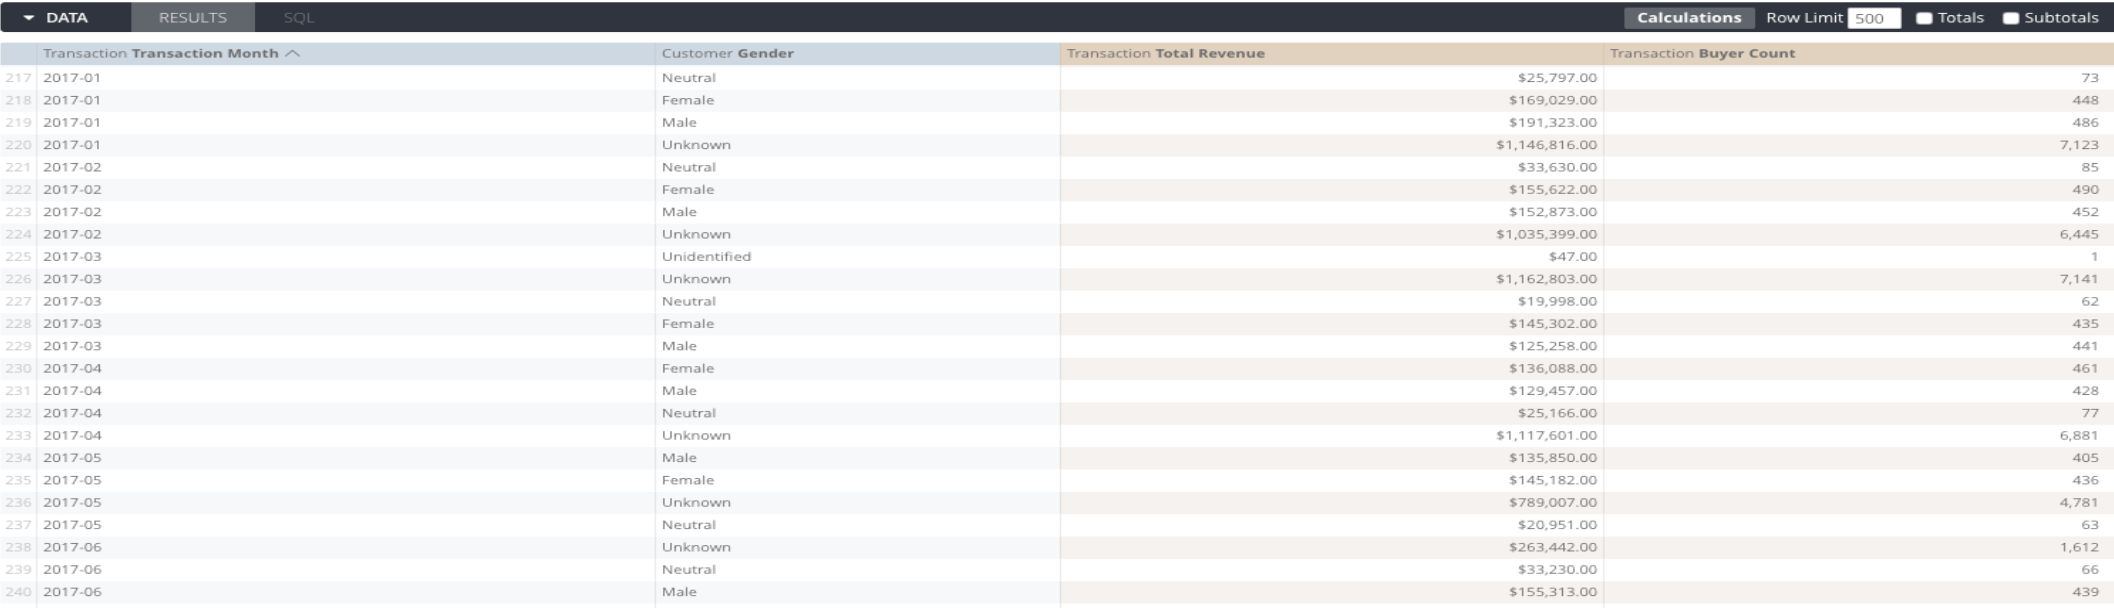 DATA RESULTS SQL Calculations Row Limit 500 Totals Subtotals
Transaction Transaction Month Customer Gender Transaction Total Revenue Transaction Buyer Count
217 2017-01 Neutral $25,797.00 73
218 2017-01 Female $169,029.00 448
219 2017-01 Male $191,323.00 486
220 2017-01 Unknown $1,146,816.00 7,123
221 2017-02 Neutral $33,630.00 85
222 2017-02 Female $155,622.00 490
223 2017-02 Male $152,873.00 452
224 2017-02 Unknown $1,035,399.00 6,445
225 2017-03 Unidentified $47.00 1
226 2017-03 Unknown $1,162,803.00 7,141
227 2017-03 Neutral $19,998.00 62
228 2017-03 Female $145,302.00 435
229 2017-03 Male $125,258.00 441
230 2017-04 Female $136,088.00 461
231 2017-04 Male $129,457.00 428
232 2017-04 Neutral $25,166.00 77
233 2017-04 Unknown $1,117,601.00 6,881
234 2017-05 Male $135,850.00 405
235 2017-05 Female $145,182.00 436
236 2017-05 Unknown $789,007.00 4,781
237 2017-05 Neutral $20,951.00 63
238 2017-06 Unknown $263,442.00 1,612
239 2017-06 Neutral $33,230.00 66
240 2017-06 Male $155,313.00 439